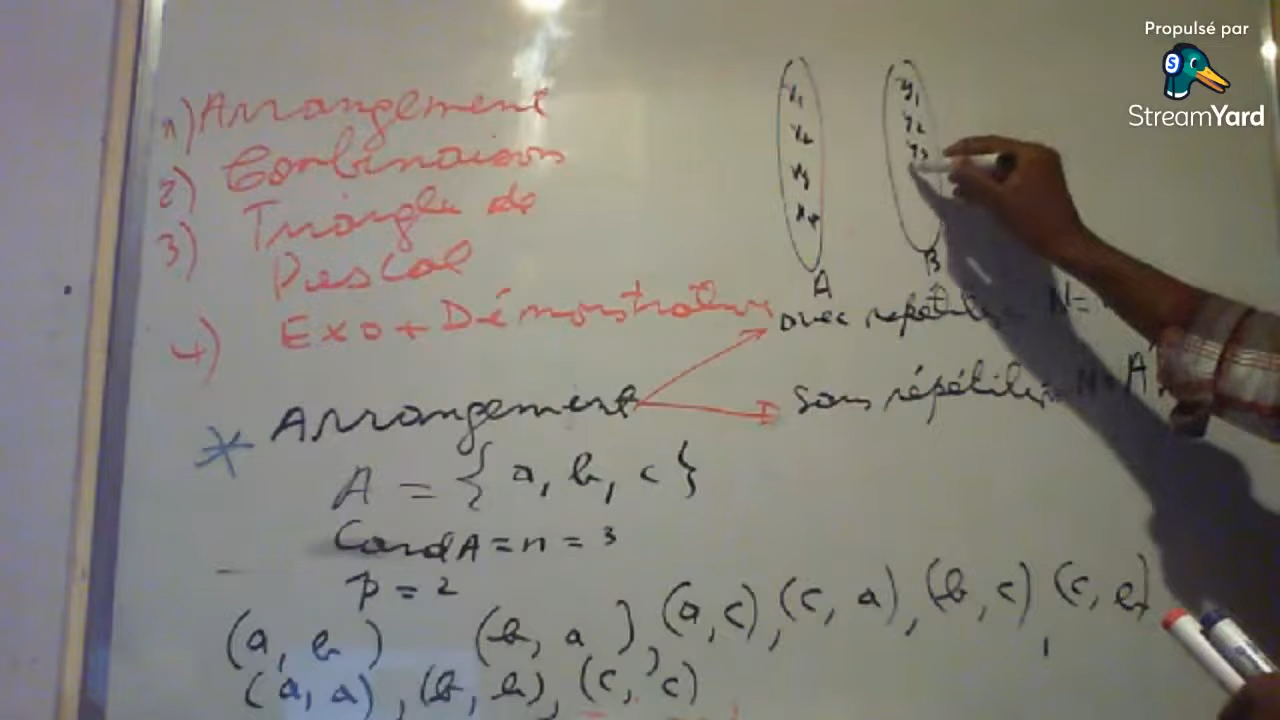 1) Arrangement
2) Combinaison
3) Triangle de
Pascal
4) Exo + Démonstration
* Arrangement
avec répétition N=
sans répétition N= A
A = { a, b, c }
Card A = n = 3
p = 2
(a, b) (b, a), (a, c), (c, a), (b, c), (c, b)
(a, a), (b, b), (c, c)
x1
x2
x3
x4
A
y1
y2
y3
B
Propulsé par
StreamYard